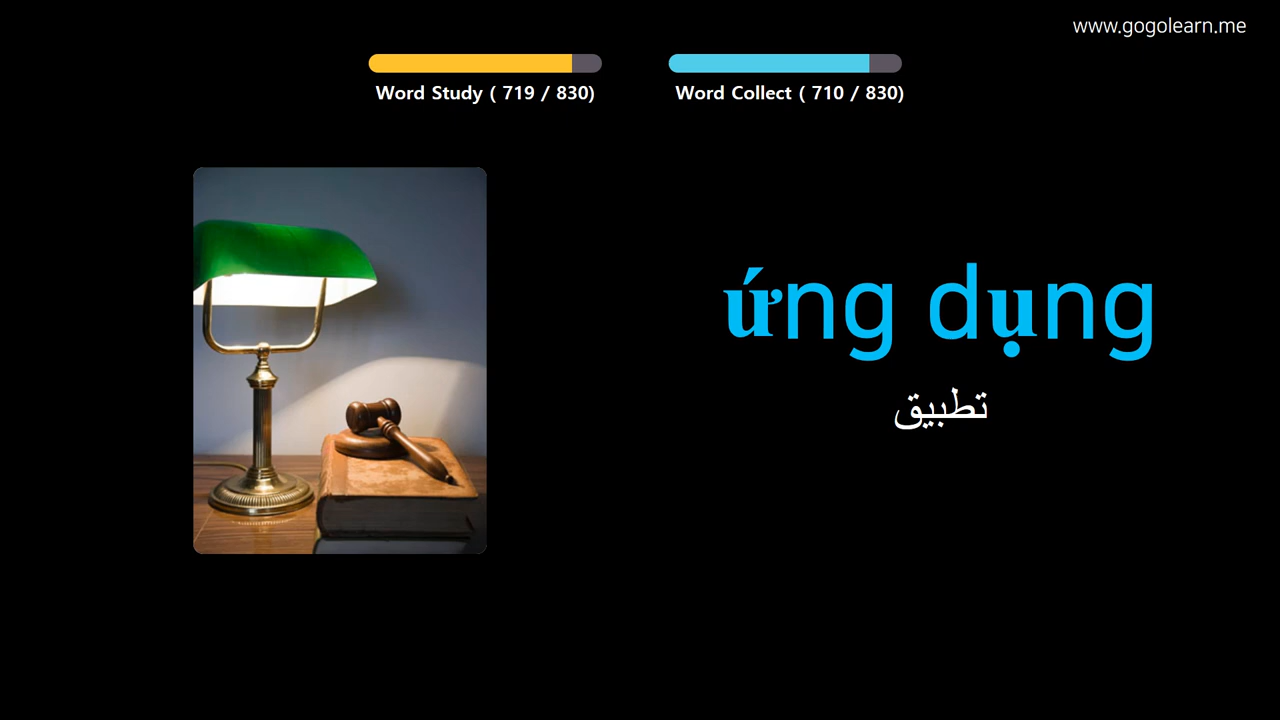 www.gogolearn.me
Word Study ( 719 / 830)
Word Collect ( 710 / 830)
ứng dụng
تطبيق